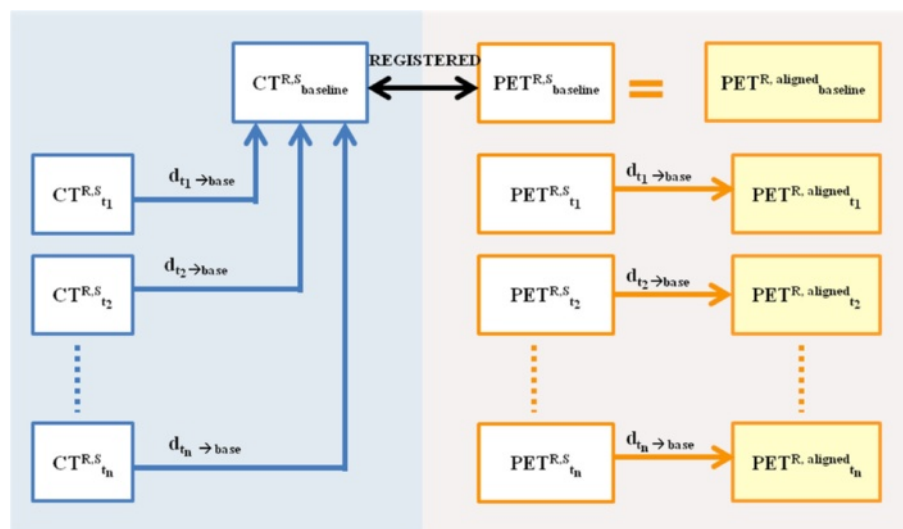 REGISTERED
CT^R,S_baseline
PET^R,S_baseline
=
PET^R, aligned_baseline
CT^R,S_t1
d_t1→base
PET^R,S_t1
d_t1→base
PET^R, aligned_t1
CT^R,S_t2
d_t2→base
PET^R,S_t2
d_t2→base
PET^R, aligned_t2
CT^R,S_tn
d_tn→base
PET^R,S_tn
d_tn→base
PET^R, aligned_tn